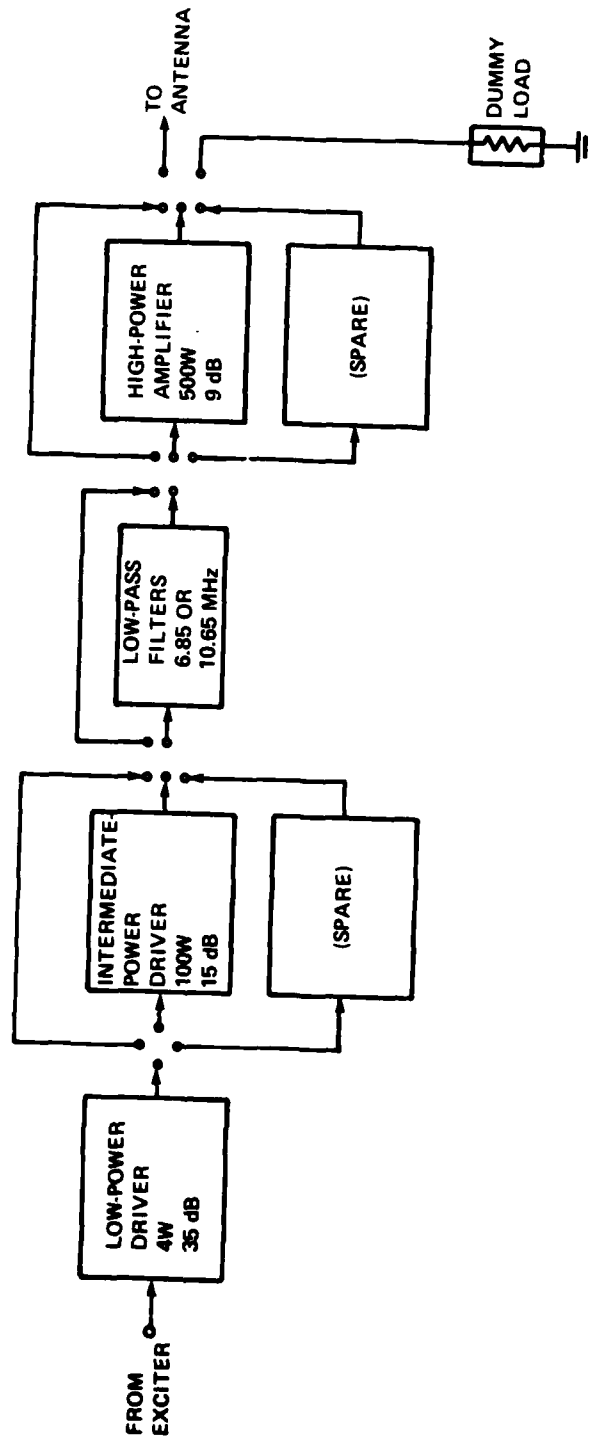 FROM
EXCITER
LOW-POWER
DRIVER
4W
35 dB
INTERMEDIATE-
POWER
DRIVER
100W
15 dB
(SPARE)
LOW-PASS
FILTERS
6.85 OR
10.65 MHz
HIGH-POWER
AMPLIFIER
500W
9 dB
(SPARE)
TO
ANTENNA
DUMMY
LOAD